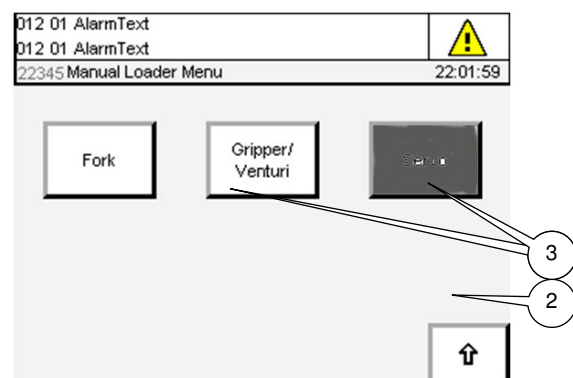 012 01 AlarmText
012 01 AlarmText
22345 Manual Loader Menu 22:01:59
Fork
Gripper/
Venturi
Servo
3
2